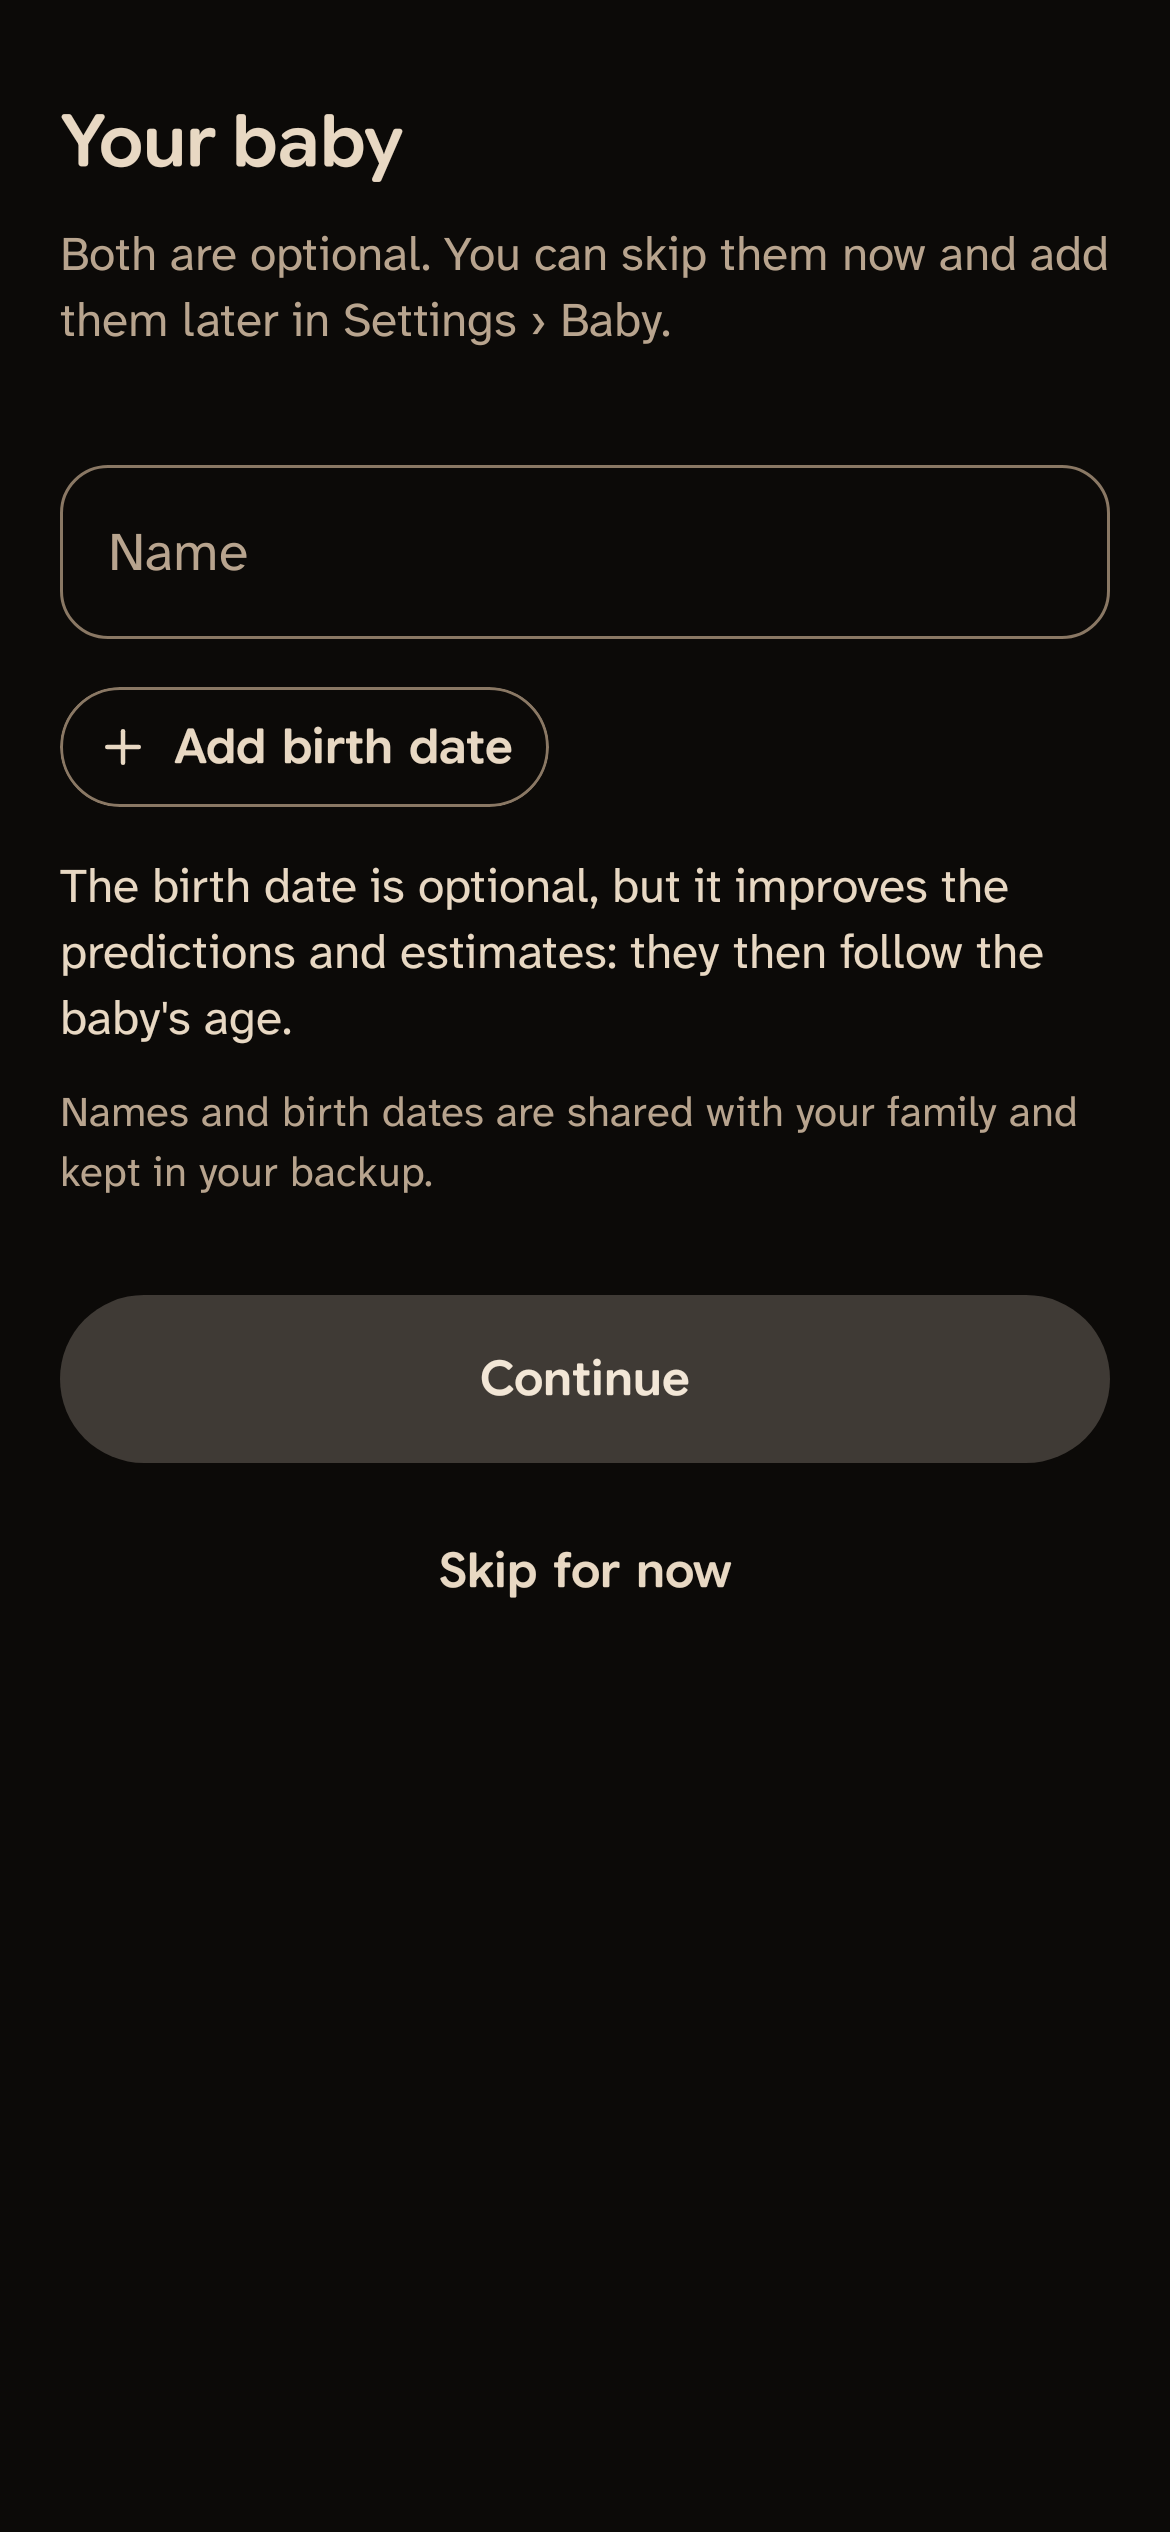 Your baby
Both are optional. You can skip them now and add
them later in Settings › Baby.
Name
+ Add birth date
The birth date is optional, but it improves the
predictions and estimates: they then follow the
baby's age.
Names and birth dates are shared with your family and
kept in your backup.
Continue
Skip for now